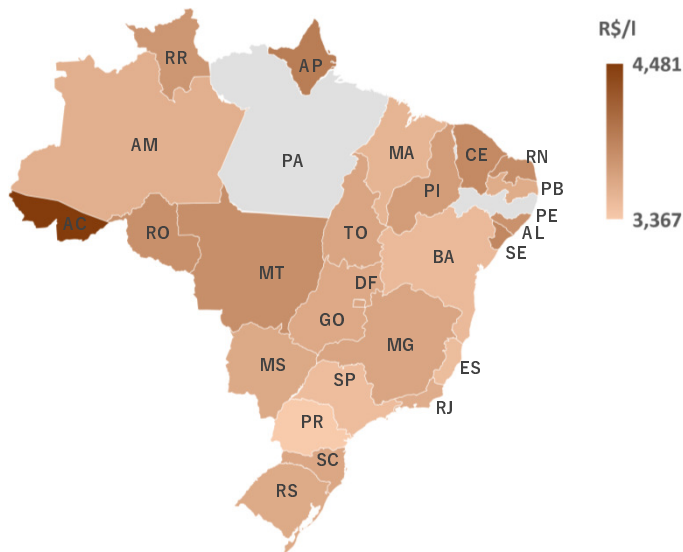 R$/l
4,481
3,367
RR
AP
AM
PA
MA
CE
RN
PI
PB
PE
AL
SE
AC
RO
TO
BA
MT
DF
GO
MG
MS
ES
SP
RJ
PR
SC
RS